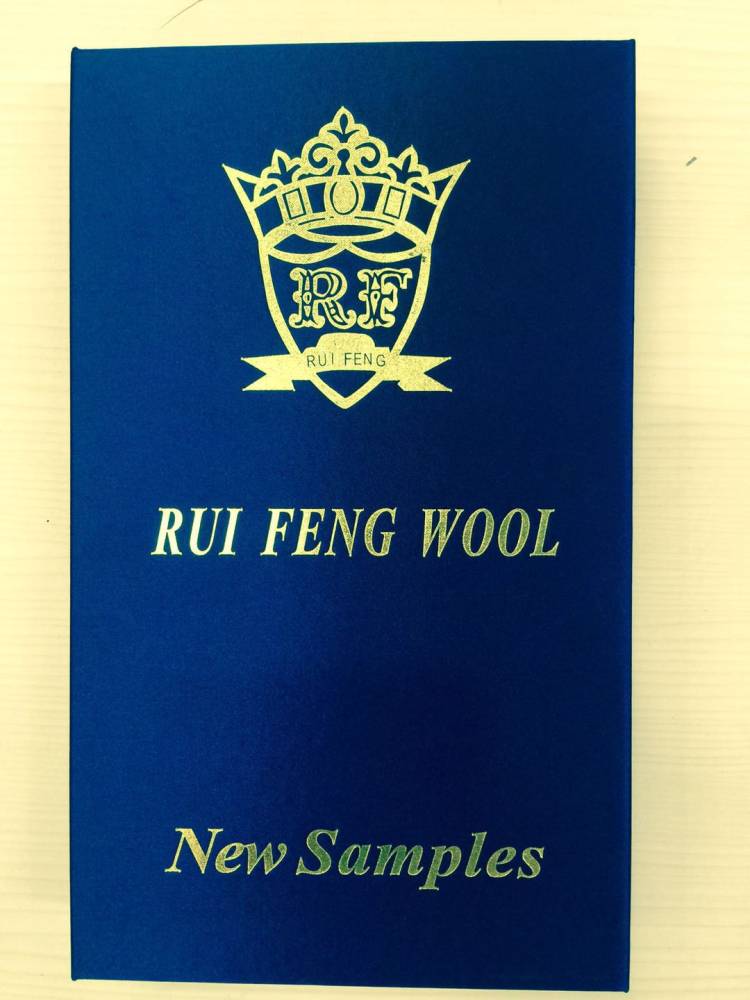 RF
RUI FENG
RUI FENG WOOL
New Samples